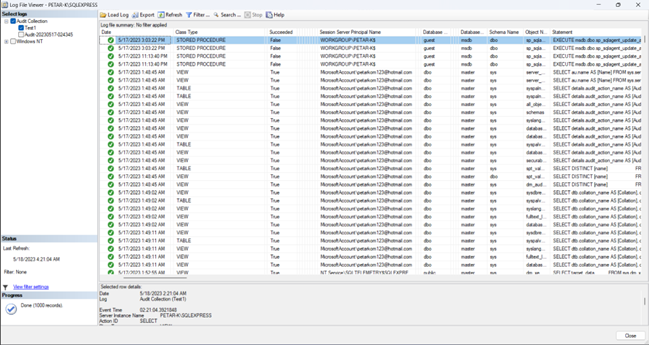 Log File Viewer - PETAR-K\SQLEXPRESS
Select logs
Audit Collection
Test1
Audit-20230517-024345
Windows NT
Status
Last Refresh:
5/18/2023 4:21:04 AM
Filter: None
View filter settings
Progress
Done (1000 records).
Load Log Export Refresh Filter... Search... Stop Help
Log file summary: No filter applied
Date Class Type Succeeded Session Server Principal Name Database Database... Schema Name Object N... Statement
5/17/2023 3:03:22 PM STORED PROCEDURE False WORKGROUP\PETAR-K$ guest msdb dbo sp_sqla... EXECUTE msdb.dbo.sp_sqlagent_update_a
5/17/2023 3:03:22 PM STORED PROCEDURE False WORKGROUP\PETAR-K$ guest msdb dbo sp_sqla... EXECUTE msdb.dbo.sp_sqlagent_update_a
5/17/2023 11:13:40 PM STORED PROCEDURE False WORKGROUP\PETAR-K$ guest msdb dbo sp_sqla... EXECUTE msdb.dbo.sp_sqlagent_update_a
5/17/2023 11:13:40 PM STORED PROCEDURE False WORKGROUP\PETAR-K$ guest msdb dbo sp_sqla... EXECUTE msdb.dbo.sp_sqlagent_update_a
5/17/2023 1:48:45 AM VIEW True MicrosoftAccount\petarkom123@hotmail.com dbo master sys server_... SELECT au.name AS [Name] FROM sys.ser
5/17/2023 1:48:45 AM VIEW True MicrosoftAccount\petarkom123@hotmail.com dbo master sys server_... SELECT au.name AS [Name] FROM sys.ser
5/17/2023 1:48:45 AM TABLE True MicrosoftAccount\petarkom123@hotmail.com dbo master sys syspalv... SELECT details.audit_action_name AS [Aud
5/17/2023 1:48:45 AM TABLE True MicrosoftAccount\petarkom123@hotmail.com dbo master sys syspaln... SELECT details.audit_action_name AS [Aud
5/17/2023 1:48:45 AM VIEW True MicrosoftAccount\petarkom123@hotmail.com dbo master sys all_obje... SELECT details.audit_action_name AS [Aud
5/17/2023 1:48:45 AM VIEW True MicrosoftAccount\petarkom123@hotmail.com dbo master sys schemas SELECT details.audit_action_name AS [Aud
5/17/2023 1:48:45 AM VIEW True MicrosoftAccount\petarkom123@hotmail.com dbo master sys syslang... SELECT details.audit_action_name AS [Aud
5/17/2023 1:48:45 AM VIEW True MicrosoftAccount\petarkom123@hotmail.com dbo master sys databas... SELECT details.audit_action_name AS [Aud
5/17/2023 1:48:45 AM VIEW True MicrosoftAccount\petarkom123@hotmail.com dbo master sys databas... SELECT details.audit_action_name AS [Aud
5/17/2023 1:48:45 AM TABLE True MicrosoftAccount\petarkom123@hotmail.com dbo master sys syspalv... SELECT details.audit_action_name AS [Aud
5/17/2023 1:48:45 AM VIEW True MicrosoftAccount\petarkom123@hotmail.com dbo master sys databas... SELECT details.audit_action_name AS [Aud
5/17/2023 1:48:45 AM VIEW True MicrosoftAccount\petarkom123@hotmail.com dbo master sys securab... SELECT details.audit_action_name AS [Aud
5/17/2023 1:48:45 AM TABLE True MicrosoftAccount\petarkom123@hotmail.com dbo master dbo spt_val... SELECT DISTINCT [name] FR
5/17/2023 1:48:45 AM VIEW True MicrosoftAccount\petarkom123@hotmail.com dbo master dbo spt_val... SELECT DISTINCT [name] FR
5/17/2023 1:48:45 AM VIEW True MicrosoftAccount\petarkom123@hotmail.com dbo master sys dm_aud... SELECT DISTINCT [name] FR
5/17/2023 1:49:02 AM VIEW True MicrosoftAccount\petarkom123@hotmail.com dbo master sys databas... SELECT dtb.collation_name AS [Collation],
5/17/2023 1:49:02 AM TABLE True MicrosoftAccount\petarkom123@hotmail.com dbo master sys syspalv... SELECT dtb.collation_name AS [Collation],
5/17/2023 1:49:02 AM VIEW True MicrosoftAccount\petarkom123@hotmail.com dbo master sys syslang... SELECT dtb.collation_name AS [Collation],
5/17/2023 1:49:02 AM VIEW True MicrosoftAccount\petarkom123@hotmail.com dbo master sys fulltext_l... SELECT dtb.collation_name AS [Collation],
5/17/2023 1:49:02 AM VIEW True MicrosoftAccount\petarkom123@hotmail.com dbo master sys databas... SELECT dtb.collation_name AS [Collation],
5/17/2023 1:49:11 AM VIEW True MicrosoftAccount\petarkom123@hotmail.com dbo master sys sysdbre... SELECT dtb.collation_name AS [Collation],
5/17/2023 1:49:11 AM TABLE True MicrosoftAccount\petarkom123@hotmail.com dbo master sys syspalv... SELECT dtb.collation_name AS [Collation],
5/17/2023 1:49:11 AM VIEW True MicrosoftAccount\petarkom123@hotmail.com dbo master sys syslang... SELECT dtb.collation_name AS [Collation],
5/17/2023 1:49:11 AM VIEW True MicrosoftAccount\petarkom123@hotmail.com dbo master sys fulltext_l... SELECT dtb.collation_name AS [Collation],
5/17/2023 1:49:11 AM VIEW True MicrosoftAccount\petarkom123@hotmail.com dbo master sys databas... SELECT dtb.collation_name AS [Collation],
5/17/2023 1:52:55 AM VIEW True NT Service\SQLTELEMETRY$SQLEXPRE public master sys
Selected row details:
Date 5/18/2023 2:21:04 AM
Log Audit Collection (Test1)
Event Time 02:21:04.3921848
Server Instance Name PETAR-K\SQLEXPRESS
Action ID SELECT
Close